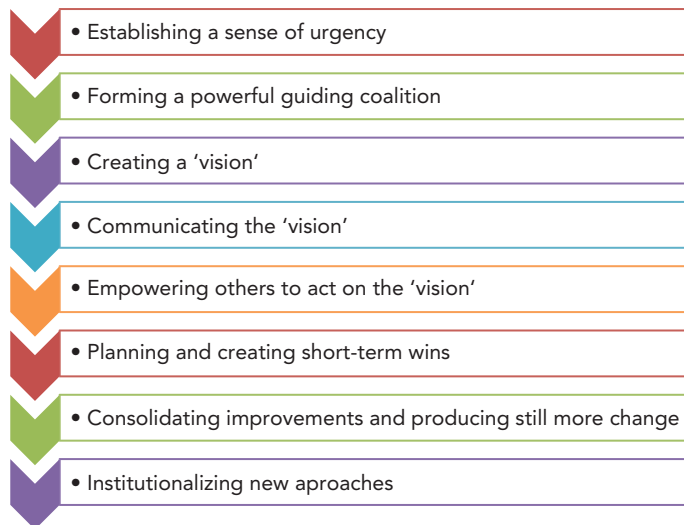 • Establishing a sense of urgency
• Forming a powerful guiding coalition
• Creating a ‘vision’
• Communicating the ‘vision’
• Empowering others to act on the ‘vision’
• Planning and creating short-term wins
• Consolidating improvements and producing still more change
• Institutionalizing new aproaches